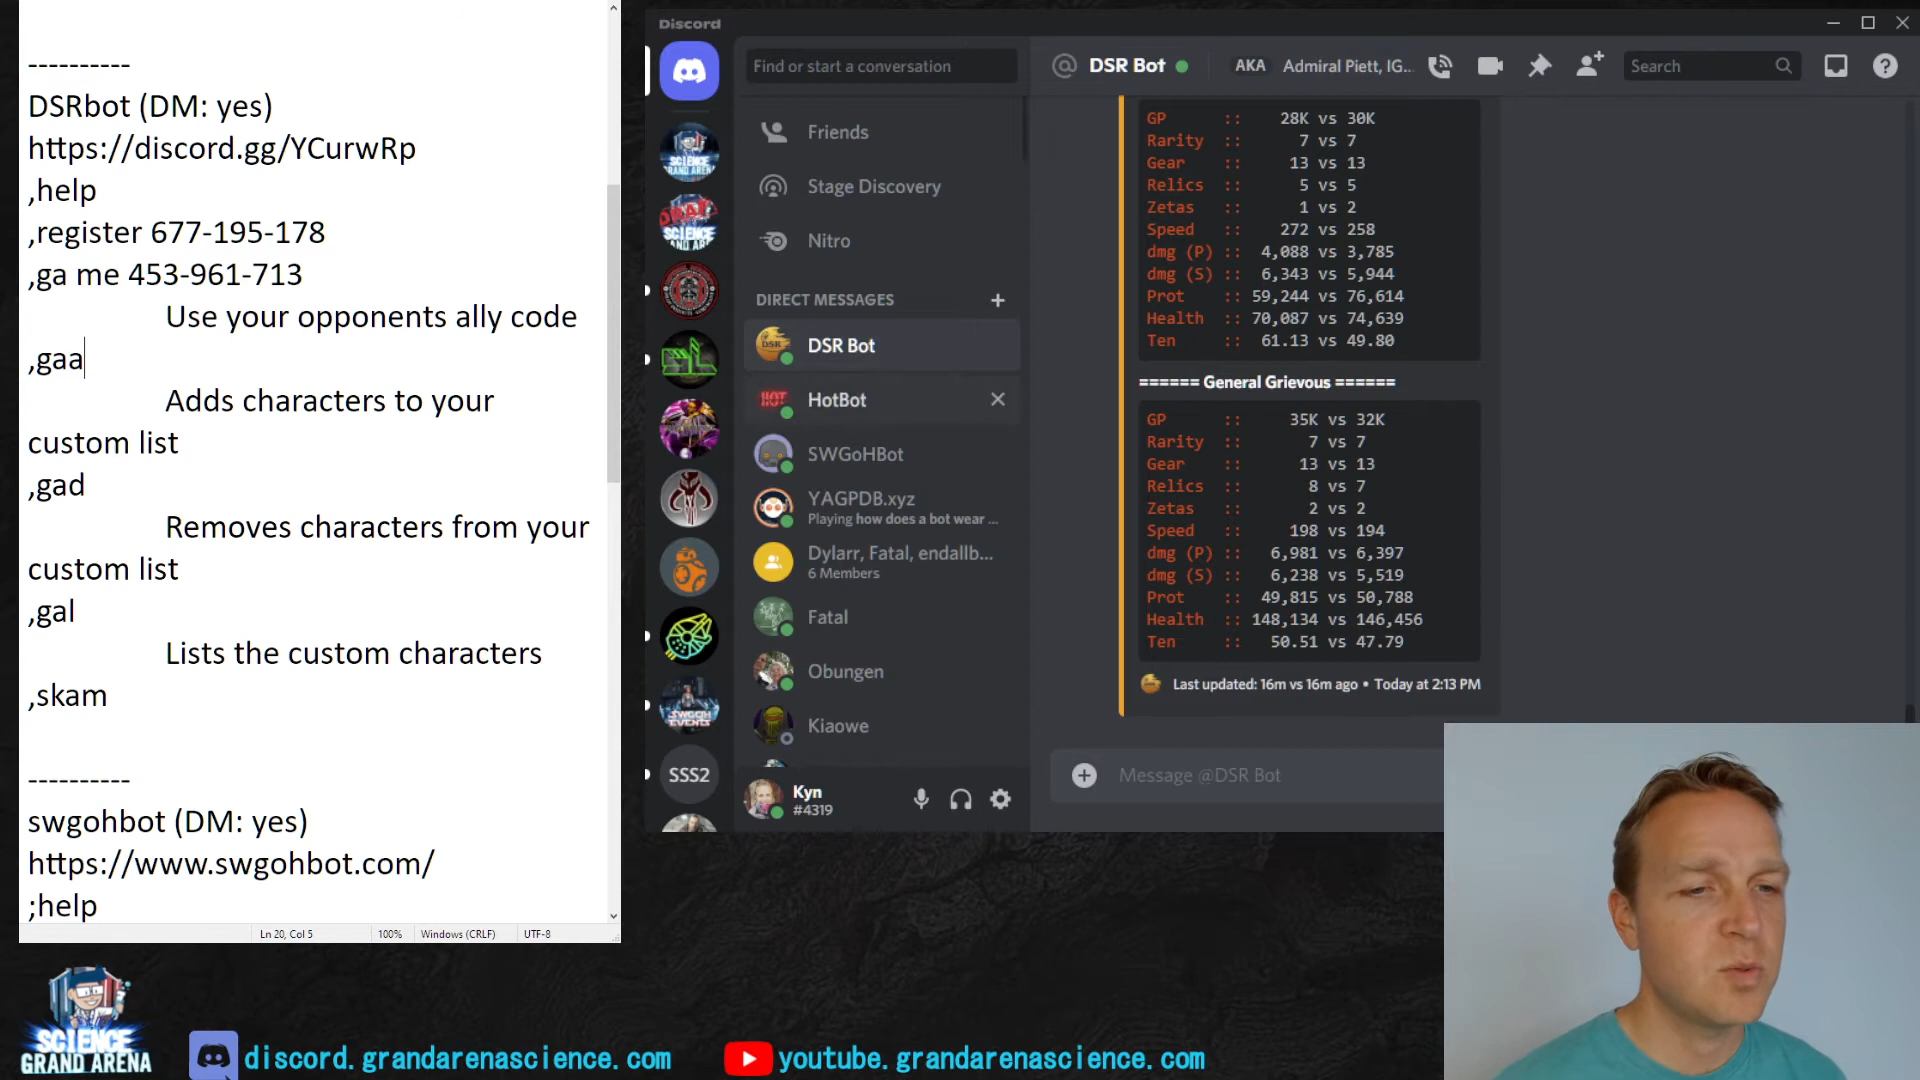 ----------
DSRbot (DM: yes)
https://discord.gg/YCurwRp
,help
,register 677-195-178
,ga me 453-961-713
Use your opponents ally code
,gaa
Adds characters to your
custom list
,gad
Removes characters from your
custom list
,gal
Lists the custom characters
,skam
----------
swgohbot (DM: yes)
https://www.swgohbot.com/
;help
Ln 20, Col 5
100%
Windows (CRLF)
UTF-8
Discord
Find or start a conversation
Friends
Stage Discovery
Nitro
DIRECT MESSAGES
DSR Bot
HotBot
SWGoHBot
YAGPDB.xyz
Playing how does a bot wear ...
Dylarr, Fatal, endallb...
6 Members
Fatal
Obungen
Kiaowe
SSS2
Kyn
#4319
DSR Bot
AKA
Admiral Piett, IG...
Search
GP :: 28K vs 30K
Rarity :: 7 vs 7
Gear :: 13 vs 13
Relics :: 5 vs 5
Zetas :: 1 vs 2
Speed :: 272 vs 258
dmg (P) :: 4,088 vs 3,785
dmg (S) :: 6,343 vs 5,944
Prot :: 59,244 vs 76,614
Health :: 70,087 vs 74,639
Ten :: 61.13 vs 49.80
====== General Grievous ======
GP :: 35K vs 32K
Rarity :: 7 vs 7
Gear :: 13 vs 13
Relics :: 8 vs 7
Zetas :: 2 vs 2
Speed :: 198 vs 194
dmg (P) :: 6,981 vs 6,397
dmg (S) :: 6,238 vs 5,519
Prot :: 49,815 vs 50,788
Health :: 148,134 vs 146,456
Ten :: 50.51 vs 47.79
Last updated: 16m vs 16m ago • Today at 2:13 PM
Message @DSR Bot
SCIENCE
GRAND ARENA
discord.grandarenascience.com
youtube.grandarenascience.com